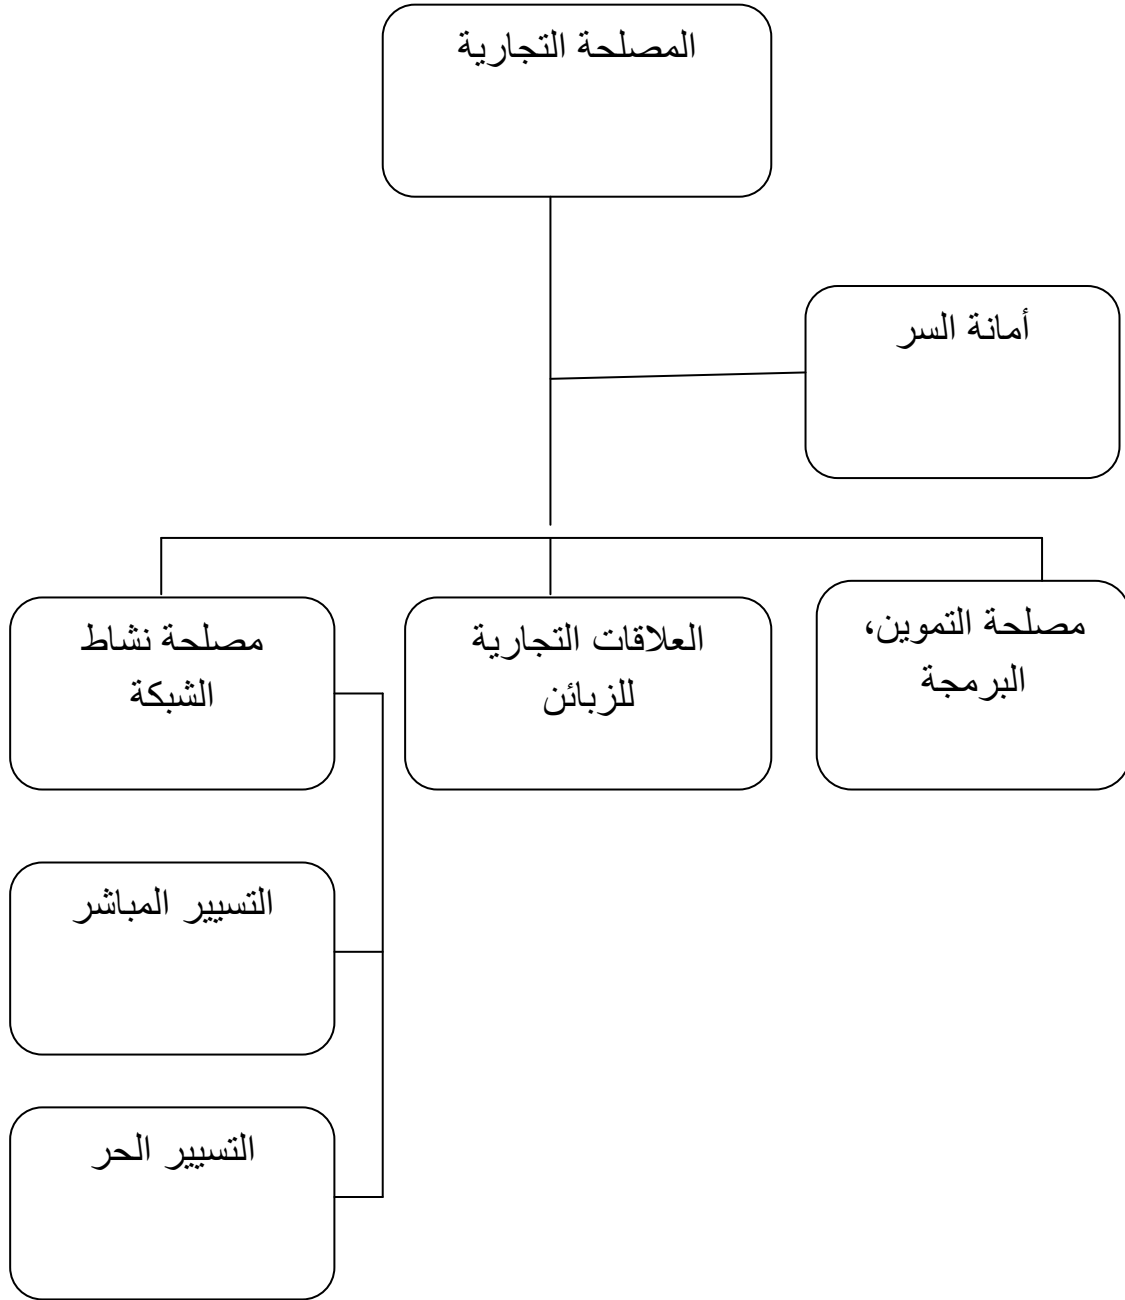 المصلحة التجارية
أمانة السر
مصلحة التموين،
البرمجة
العلاقات التجارية
للزبائن
مصلحة نشاط
الشبكة
التسيير المباشر
التسيير الحر